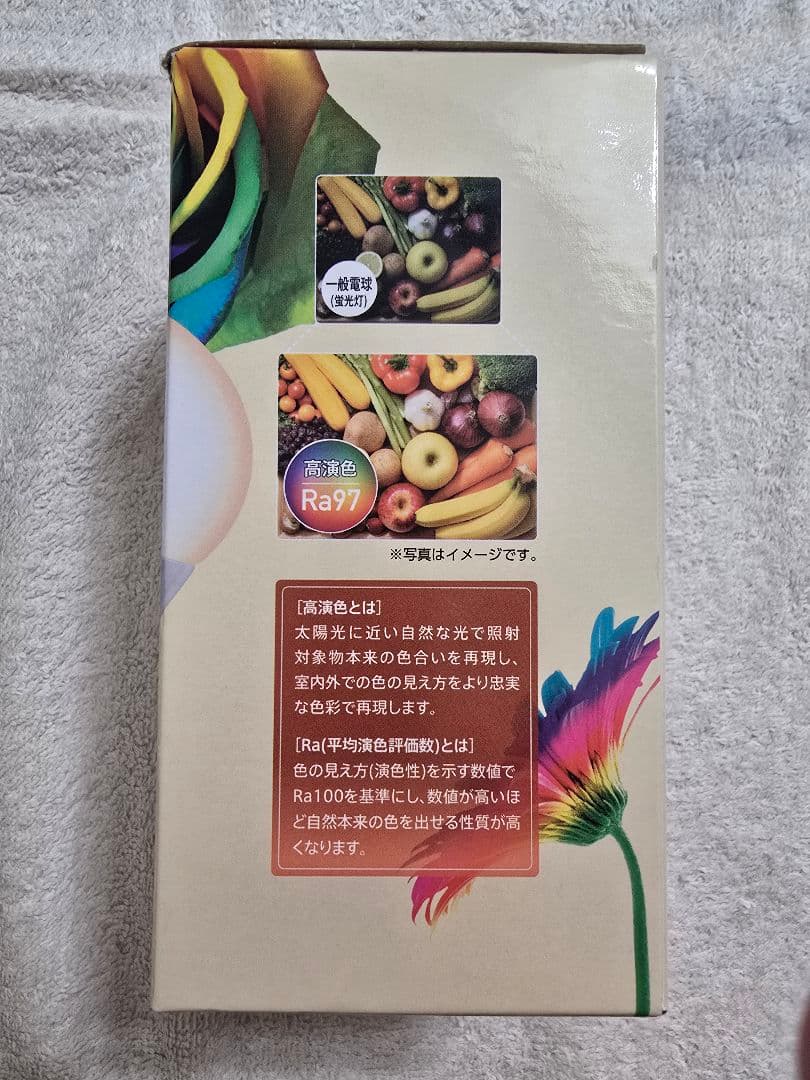 一般電球
(蛍光灯)
高演色
Ra97
※写真はイメージです。
[高演色とは]
太陽光に近い自然な光で照射
対象物本来の色合いを再現し、
室内外での色の見え方をより忠実
な色彩で再現します。
[Ra(平均演色評価数)とは]
色の見え方(演色性)を示す数値で
Ra100を基準にし、数値が高いほ
ど自然本来の色を出せる性質が高
くなります。